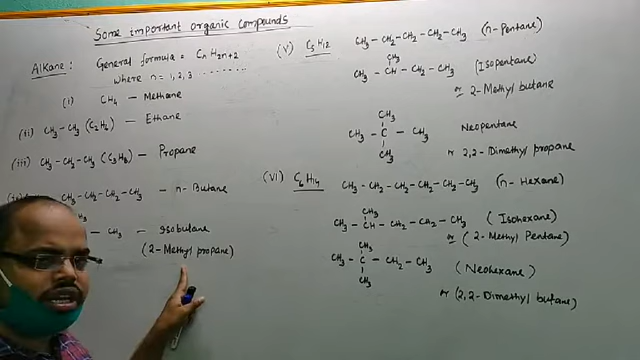 Some important organic compounds
Alkane : General formula = CnH2n+2
where n = 1, 2, 3 ........
(i) CH4 — Methane
(ii) CH3–CH3 (C2H6) — Ethane
(iii) CH3–CH2–CH3 (C3H8) — Propane
CH3–CH2–CH2–CH3 — n-Butane
— CH3 — Isobutane
(2-Methyl propane)
(V) C5H12 CH3–CH2–CH2–CH2–CH3 (n-Pentane)
CH3
CH3–CH–CH2–CH3 (Isopentane)
or 2-Methyl butane
CH3
CH3 – C – CH3 Neopentane
CH3
or 2,2-Dimethyl propane
(VI) C6H14 CH3–CH2–CH2–CH2–CH2–CH3 (n-Hexane)
CH3
CH3–CH–CH2–CH2–CH3 (Isohexane)
or (2-Methyl Pentane)
CH3
CH3–C–CH2–CH3 (Neohexane)
CH3
or (2,2-Dimethyl butane)